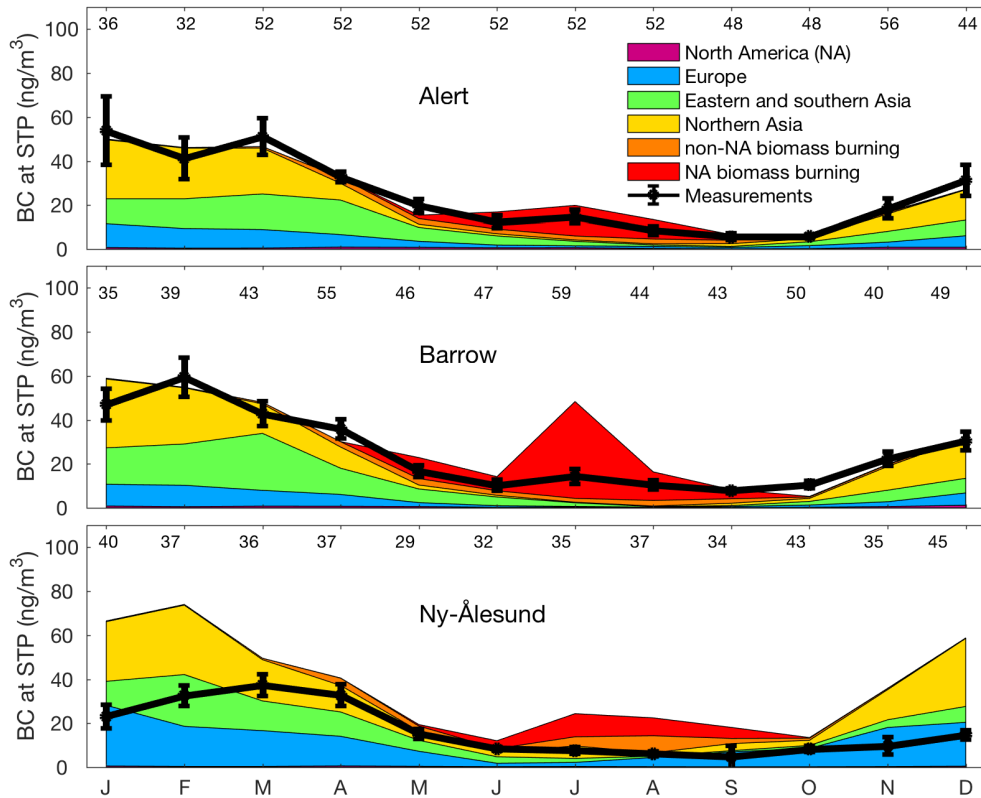 36 32 52 52 52 52 52 52 48 48 56 44
100
80
60
40
20
0
BC at STP (ng/m³)
Alert
North America (NA)
Europe
Eastern and southern Asia
Northern Asia
non-NA biomass burning
NA biomass burning
Measurements
35 39 43 55 46 47 59 44 43 50 40 49
100
80
60
40
20
0
BC at STP (ng/m³)
Barrow
40 37 36 37 29 32 35 37 34 43 35 45
100
80
60
40
20
0
BC at STP (ng/m³)
Ny-Ålesund
J F M A M J J A S O N D